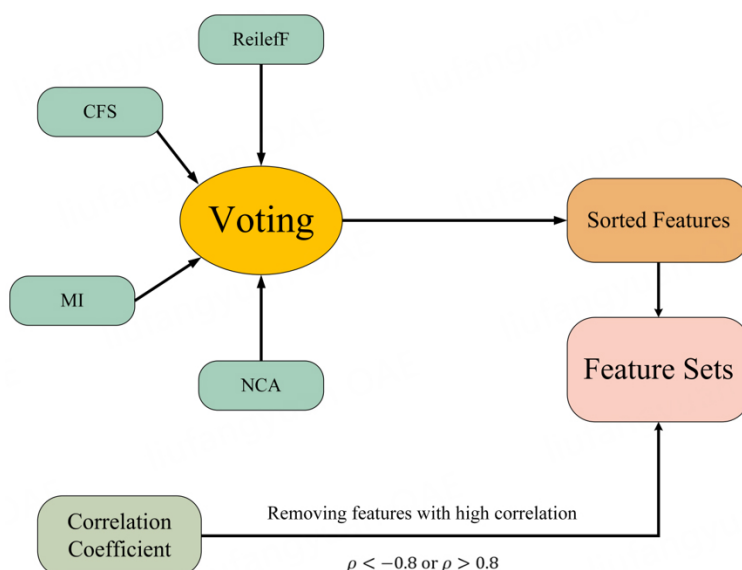 ReilefF
CFS
Voting
Sorted Features
MI
Feature Sets
NCA
Correlation
Coefficient
Removing features with high correlation
ρ < −0.8 or ρ > 0.8